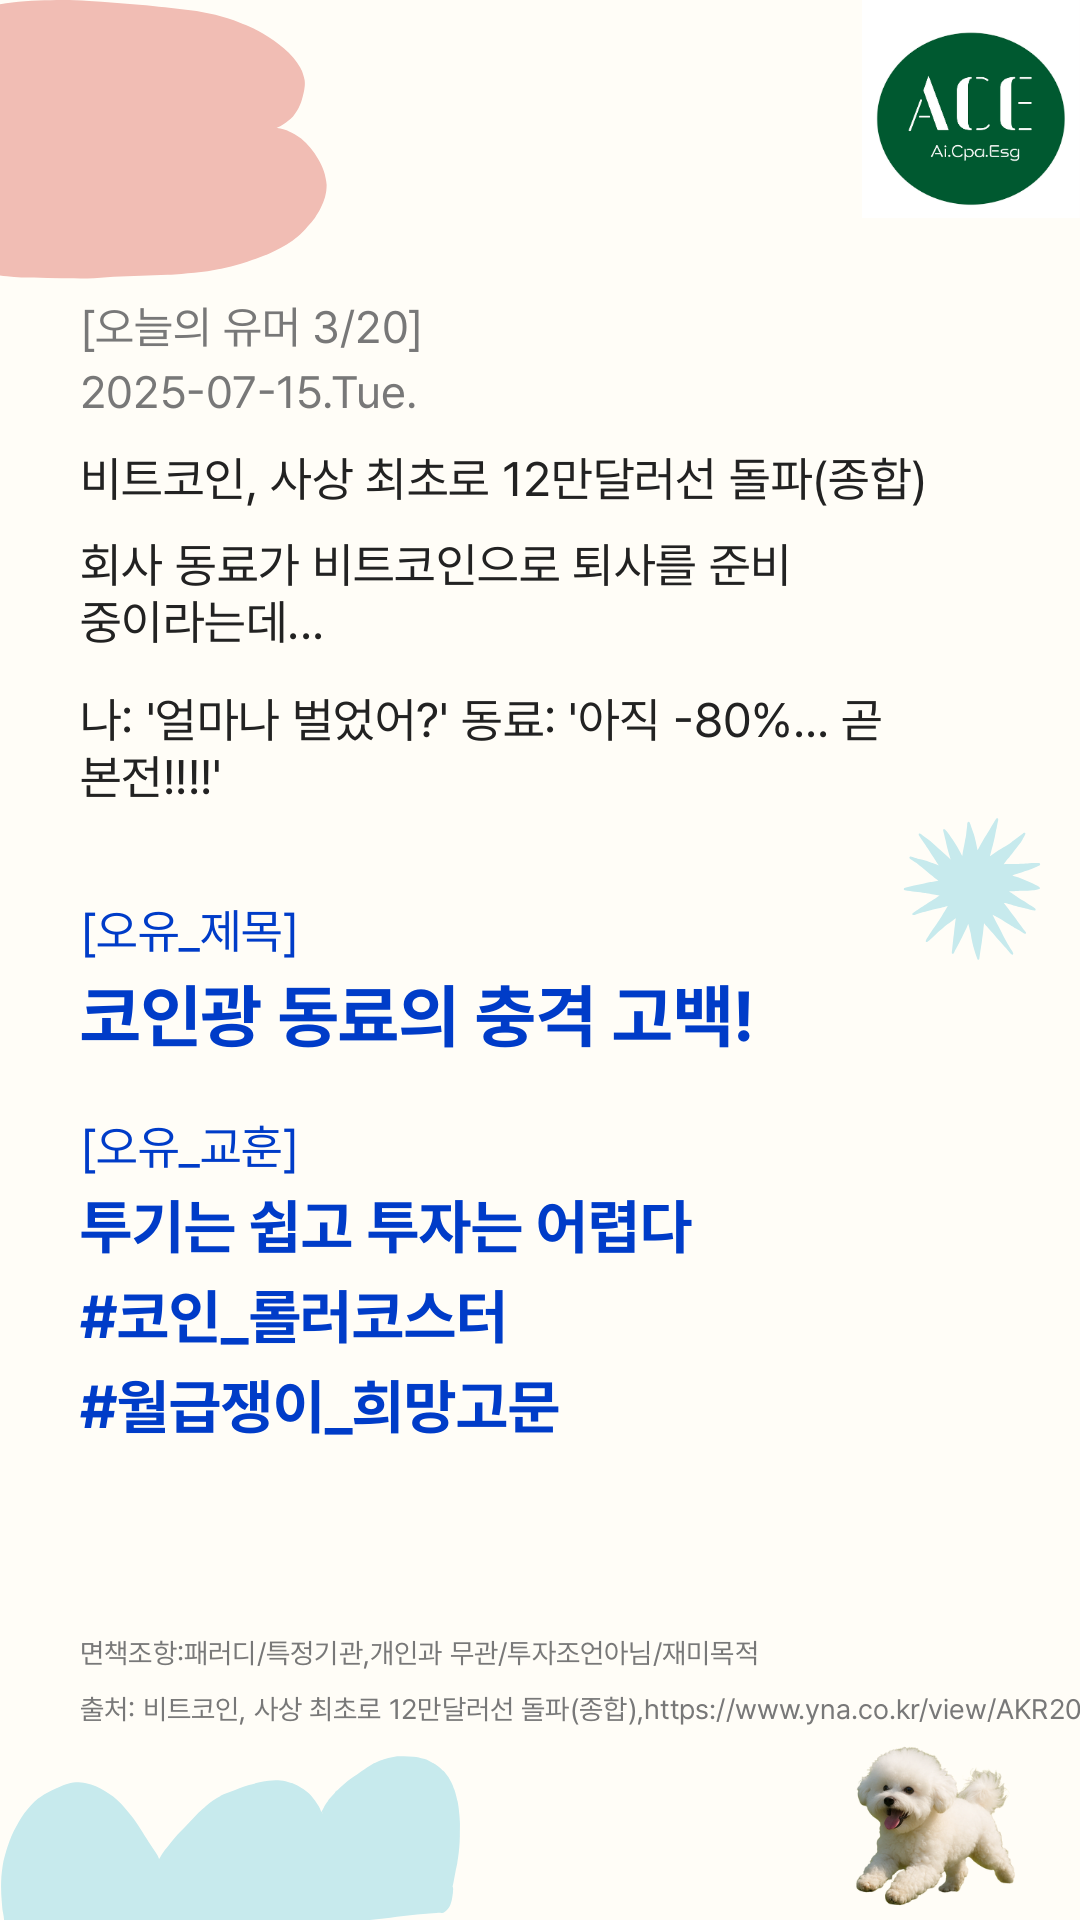 ACE
Ai.Cpa.Esg
[오늘의 유머 3/20]
2025-07-15.Tue.
비트코인, 사상 최초로 12만달러선 돌파(종합)
회사 동료가 비트코인으로 퇴사를 준비
중이라는데...
나: '얼마나 벌었어?' 동료: '아직 -80%... 곧
본전!!!!'
[오유_제목]
코인광 동료의 충격 고백!
[오유_교훈]
투기는 쉽고 투자는 어렵다
#코인_롤러코스터
#월급쟁이_희망고문
면책조항:패러디/특정기관,개인과 무관/투자조언아님/재미목적
출처: 비트코인, 사상 최초로 12만달러선 돌파(종합),https://www.yna.co.kr/view/AKR20